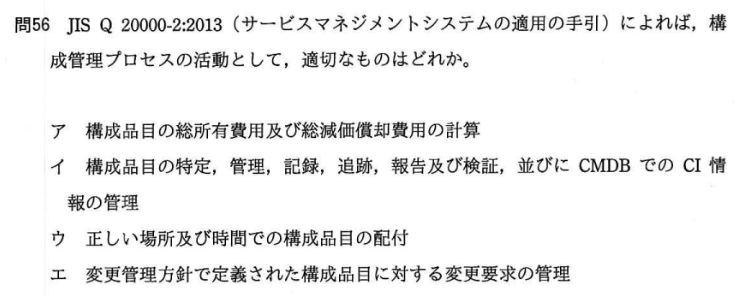 問56 JIS Q 20000-2:2013（サービスマネジメントシステムの適用の手引）によれば，構
成管理プロセスの活動として，適切なものはどれか。
ア 構成品目の総所有費用及び総減価償却費用の計算
イ 構成品目の特定，管理，記録，追跡，報告及び検証，並びに CMDB での CI 情
報の管理
ウ 正しい場所及び時間での構成品目の配付
エ 変更管理方針で定義された構成品目に対する変更要求の管理